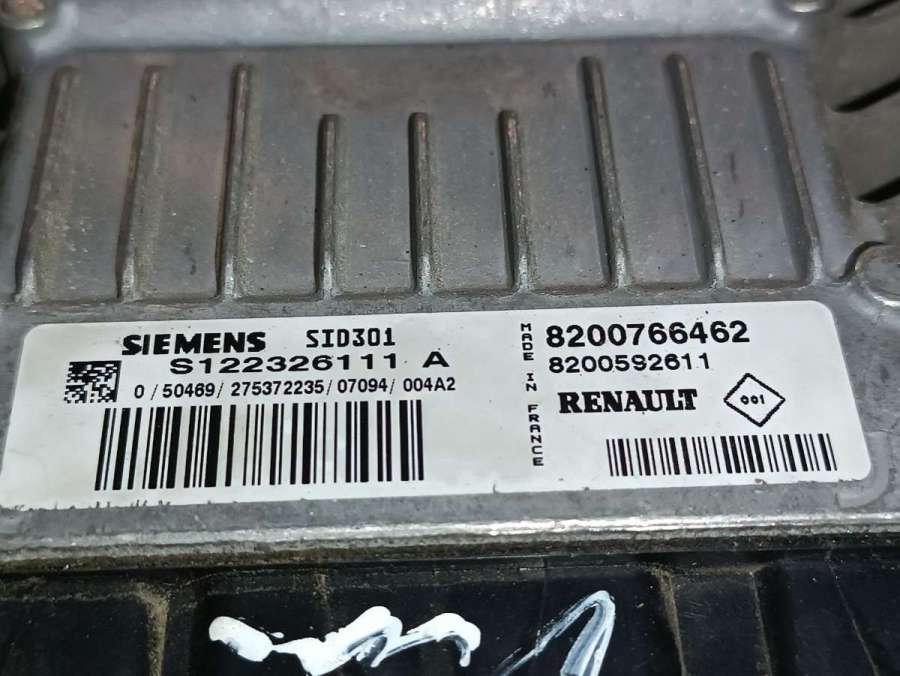 SIEMENS SID301
S122326111 A
0 / 50469 / 275372235 / 07094 / 004A2
MADE IN FRANCE
8200766462
8200592611
RENAULT
001